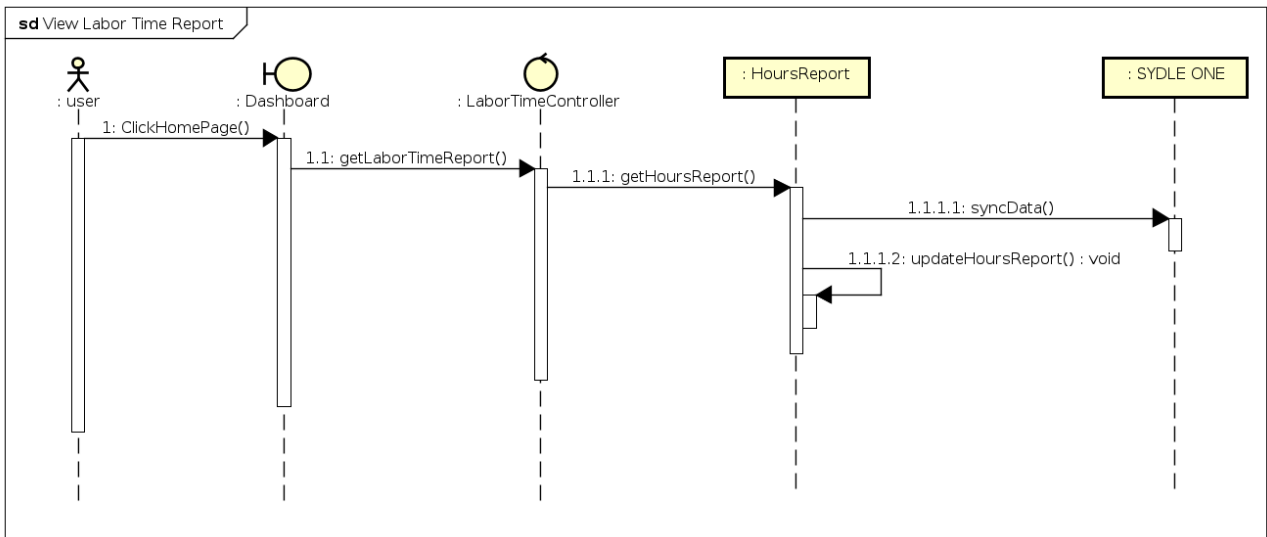 sd View Labor Time Report
: user
: Dashboard
: LaborTimeController
: HoursReport
: SYDLE ONE
1: ClickHomePage()
1.1: getLaborTimeReport()
1.1.1: getHoursReport()
1.1.1.1: syncData()
1.1.1.2: updateHoursReport() : void